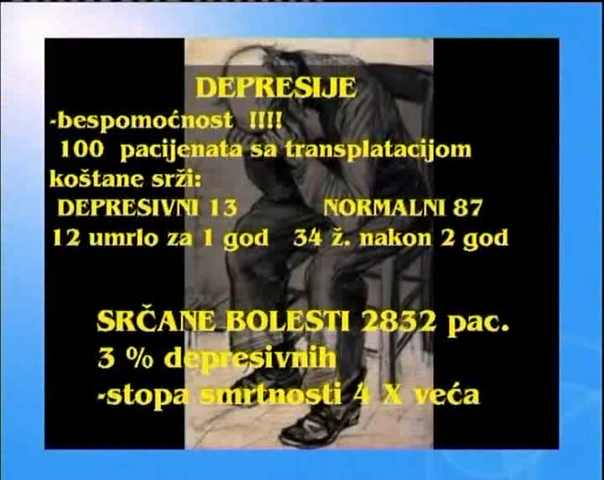 DEPRESIJE
-bespomoćnost !!!!
100 pacijenata sa transplatacijom
koštane srži:
DEPRESIVNI 13 NORMALNI 87
12 umrlo za 1 god 34 ž. nakon 2 god
SRČANE BOLESTI 2832 pac.
3 % depresivnih
-stopa smrtnosti 4 X veća